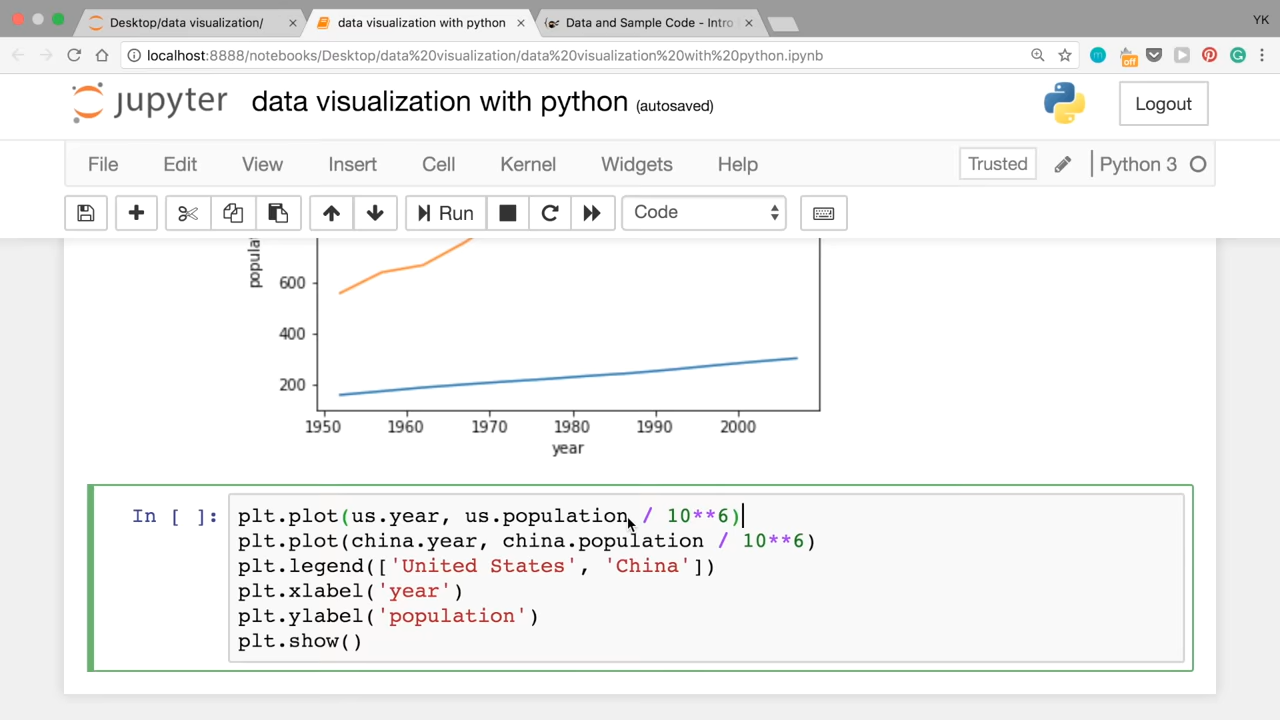 Desktop/data visualization/
data visualization with python
Data and Sample Code - Intro
YK
localhost:8888/notebooks/Desktop/data%20visualization/data%20visualization%20with%20python.ipynb
off
jupyter data visualization with python (autosaved)
Logout
File Edit View Insert Cell Kernel Widgets Help
Trusted
Python 3
Run
Code
600
400
200
1950 1960 1970 1980 1990 2000
year
In [ ]:
plt.plot(us.year, us.population / 10**6)
plt.plot(china.year, china.population / 10**6)
plt.legend(['United States', 'China'])
plt.xlabel('year')
plt.ylabel('population')
plt.show()